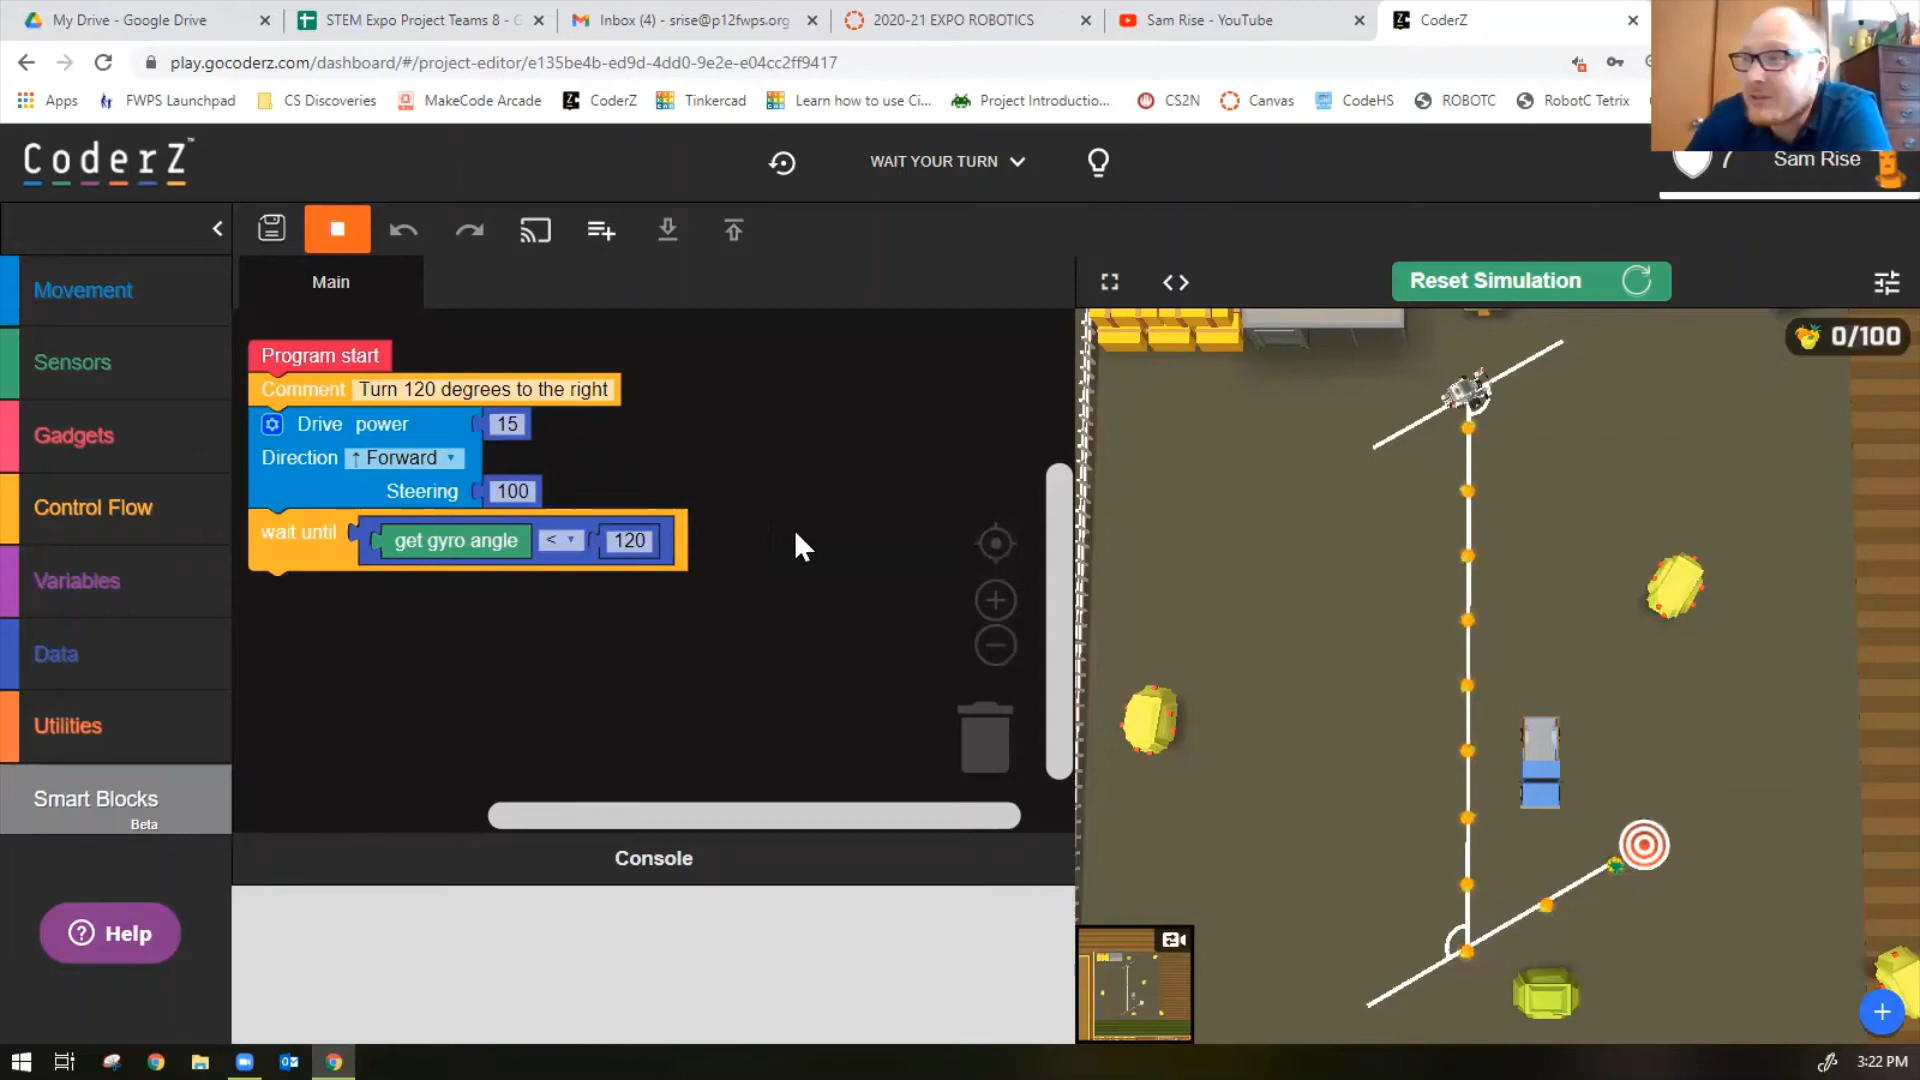 My Drive - Google Drive
STEM Expo Project Teams 8 - G
Inbox (4) - srise@p12fwps.org
2020-21 EXPO ROBOTICS
Sam Rise - YouTube
CoderZ
play.gocoderz.com/dashboard/#/project-editor/e135be4b-ed9d-4dd0-9e2e-e04cc2ff9417
Apps
FWPS Launchpad
CS Discoveries
MakeCode Arcade
CoderZ
Tinkercad
Learn how to use Ci...
Project Introductio...
CS2N
Canvas
CodeHS
ROBOTC
RobotC Tetrix
CoderZ™
WAIT YOUR TURN
7
Sam Rise
Main
Reset Simulation
Movement
Sensors
Gadgets
Control Flow
Variables
Data
Utilities
Smart Blocks
Beta
Help
Program start
Comment Turn 120 degrees to the right
Drive power 15
Direction ↑ Forward
Steering 100
wait until get gyro angle < 120
0/100
Console
3:22 PM